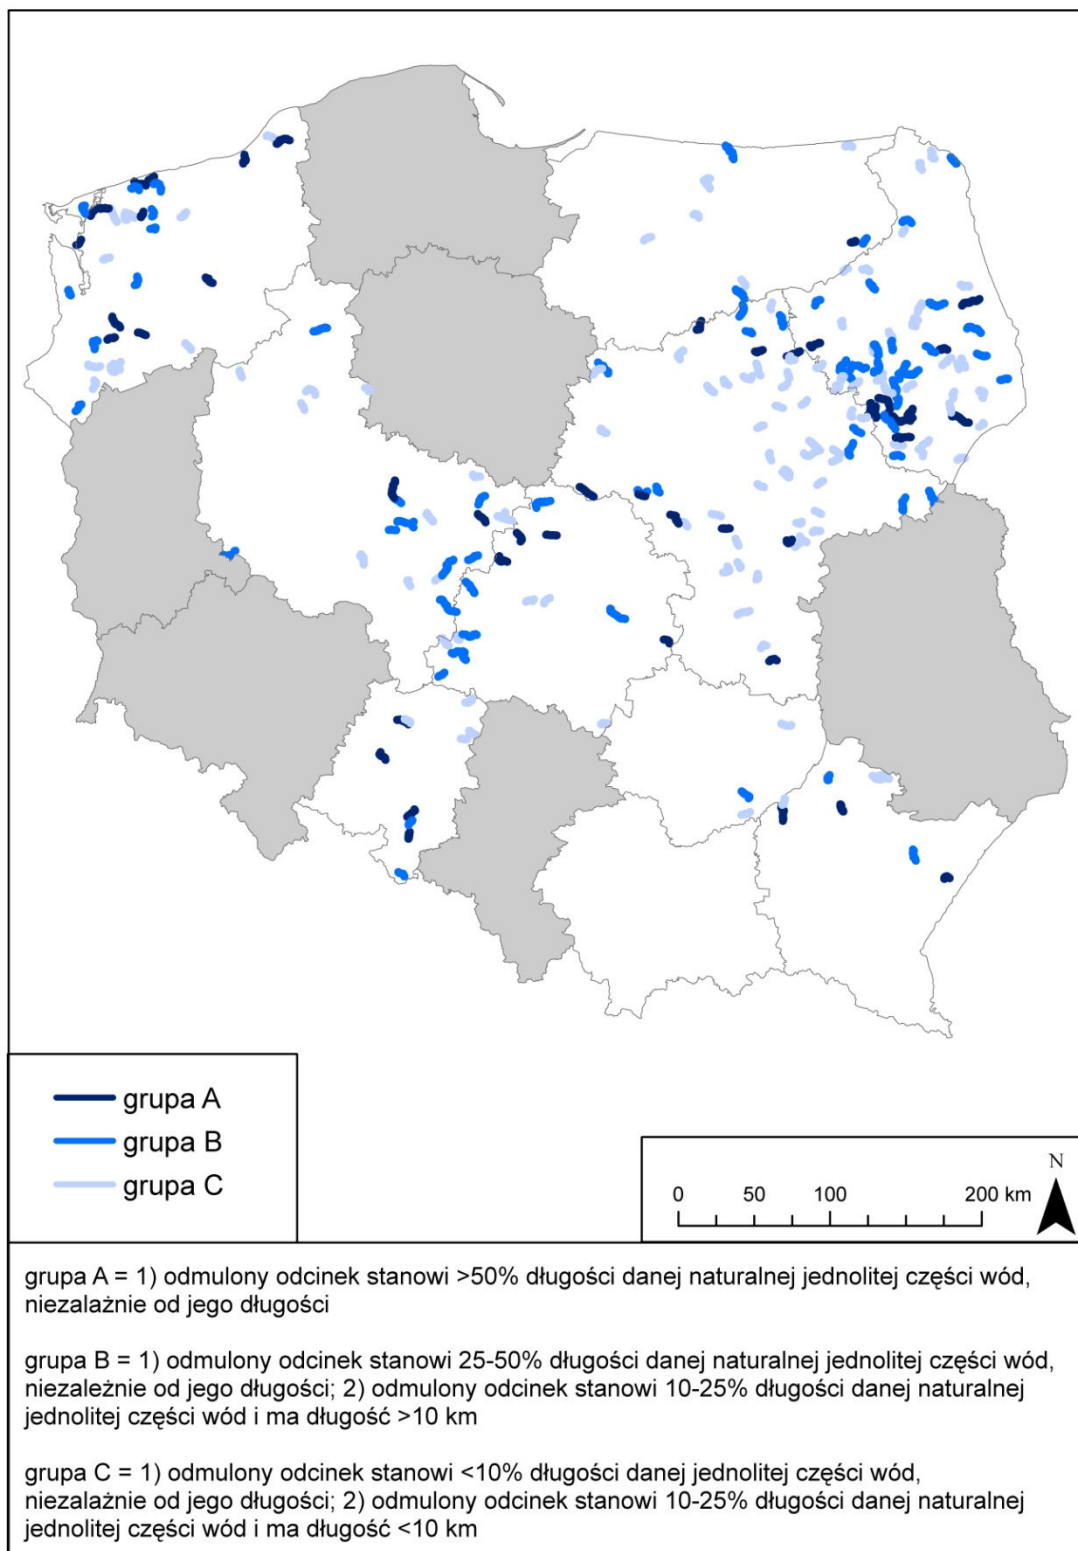 grupa A
grupa B
grupa C
N
0 50 100 200 km
grupa A = 1) odmulony odcinek stanowi >50% długości danej naturalnej jednolitej części wód,
niezalażnie od jego długości
grupa B = 1) odmulony odcinek stanowi 25-50% długości danej naturalnej jednolitej części wód,
niezależnie od jego długości; 2) odmulony odcinek stanowi 10-25% długości danej naturalnej
jednolitej części wód i ma długość >10 km
grupa C = 1) odmulony odcinek stanowi <10% długości danej jednolitej części wód,
niezalażnie od jego długości; 2) odmulony odcinek stanowi 10-25% długości danej naturalnej
jednolitej części wód i ma długość <10 km